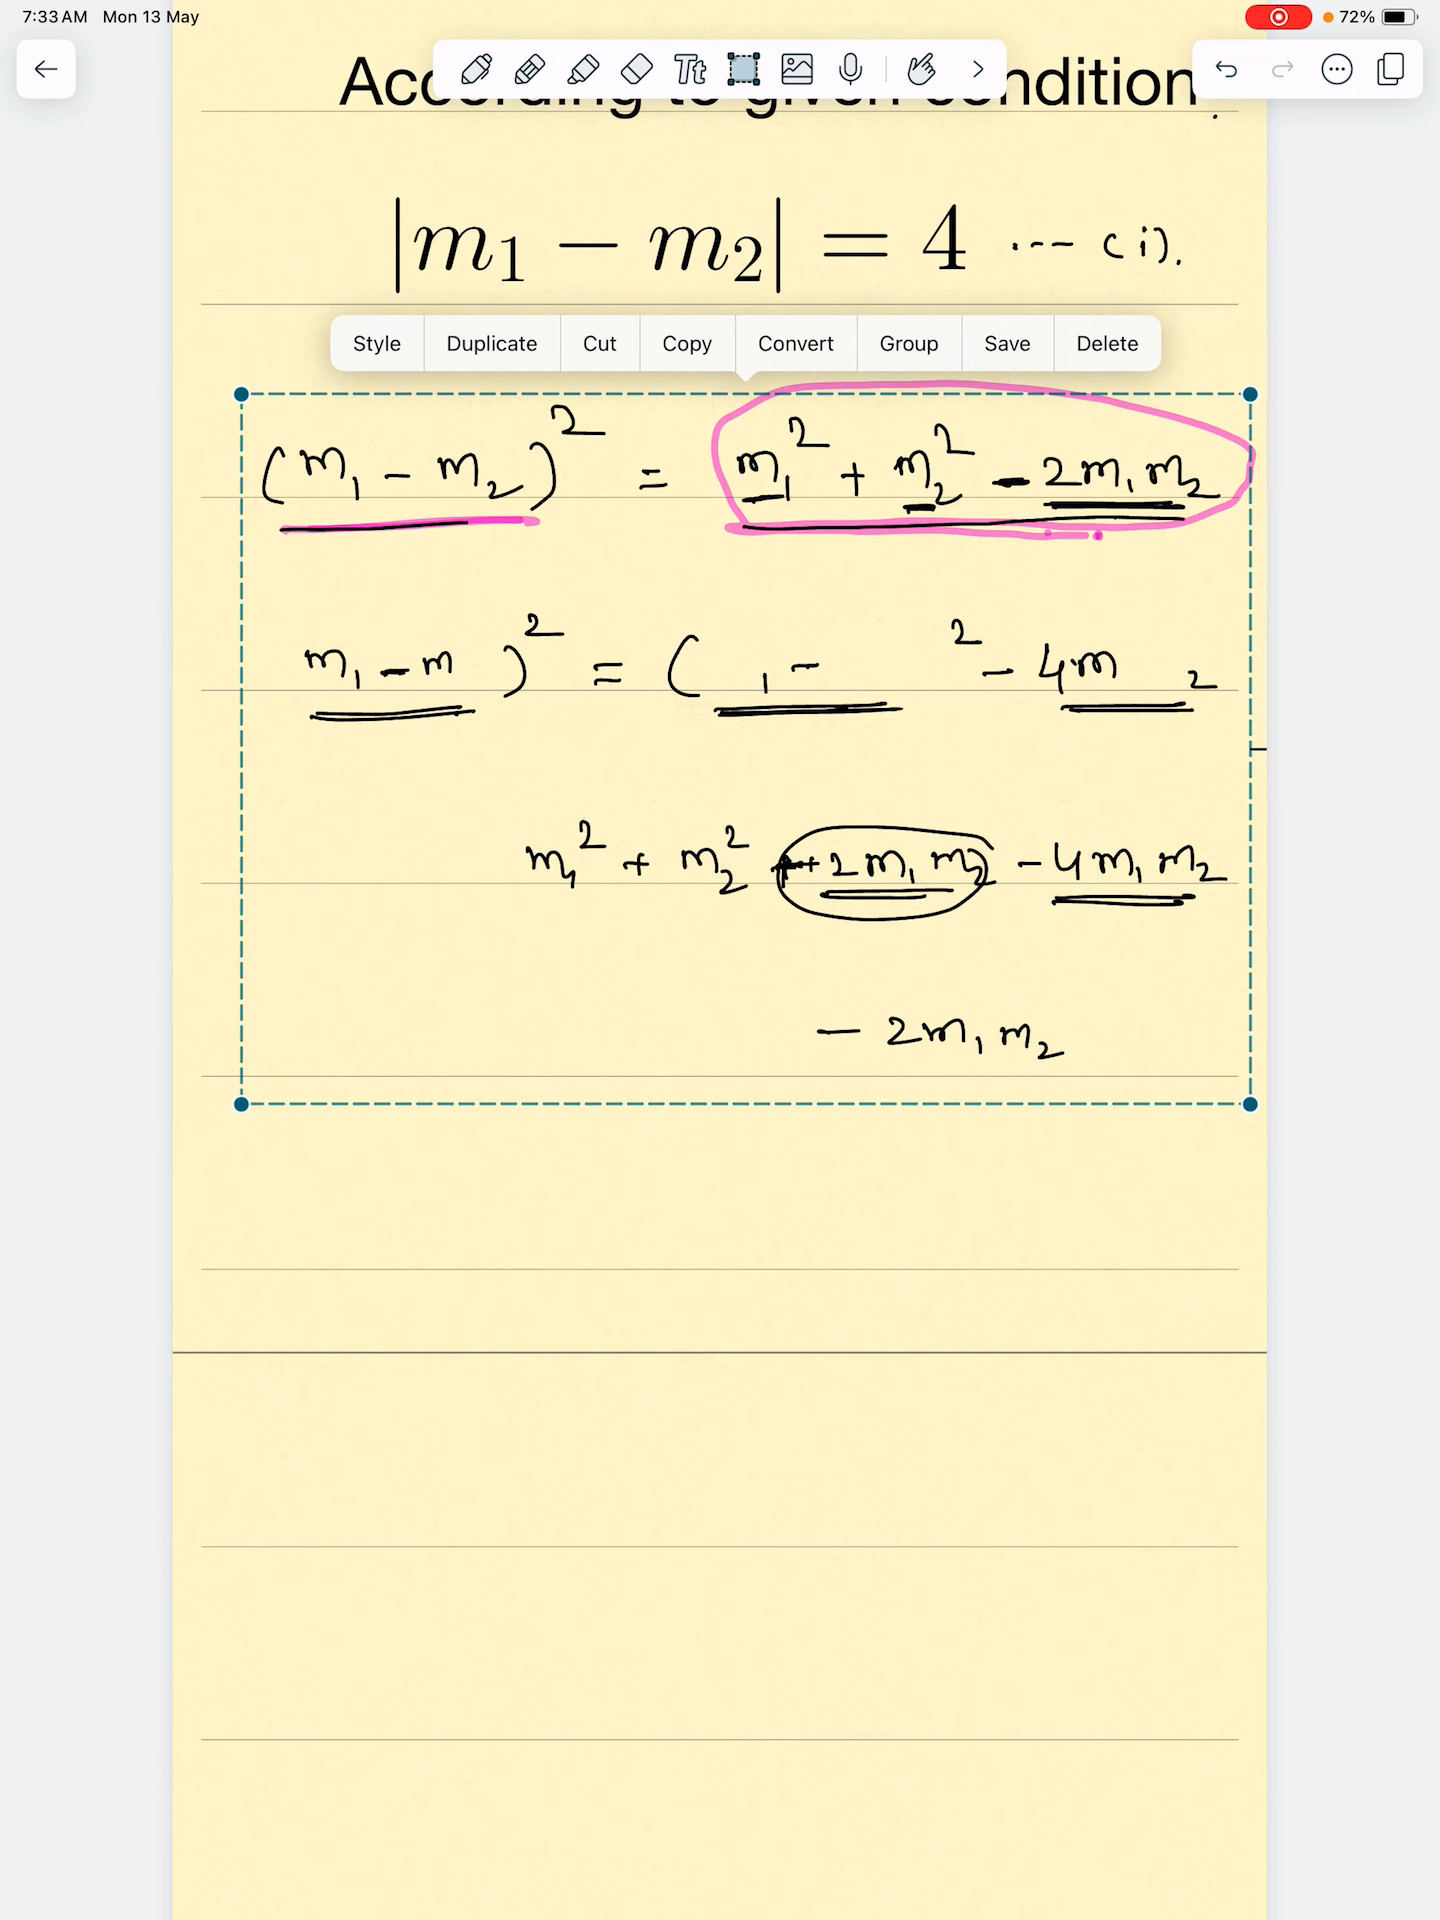 7:33 AM Mon 13 May 72%
Tt
According to given condition.
|m₁ − m₂| = 4 ---- (i).
Style Duplicate Cut Copy Convert Group Save Delete
(m₁ - m₂)² = m₁² + m₂² - 2m₁m₂
m₁ - m )² = ( ₁ - ² - 4m ₂
m₁² + m₂² + 2m₁m₂ - 4m₁m₂
- 2m₁m₂